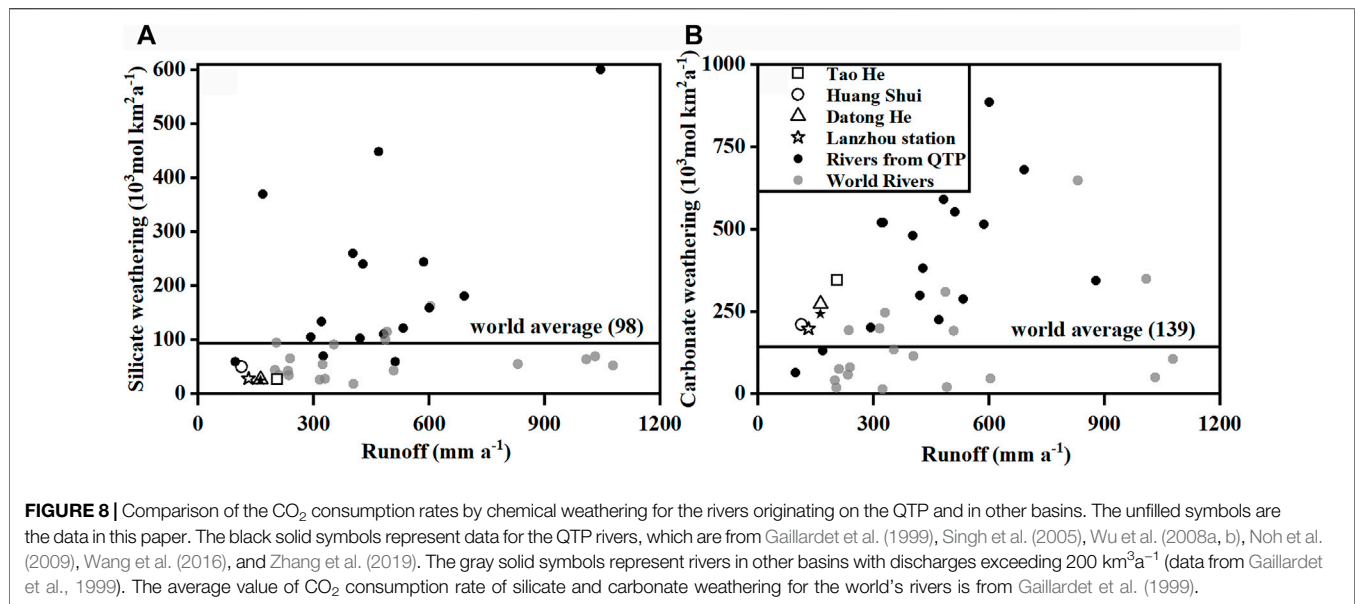 A
B
Silicate weathering (10³mol km²a⁻¹)
600
500
400
300
200
100
0
world average (98)
0 300 600 900 1200
Runoff (mm a⁻¹)
Carbonate weathering (10³mol km²a⁻¹)
1000
750
500
250
0
Tao He
Huang Shui
Datong He
Lanzhou station
Rivers from QTP
World Rivers
world average (139)
0 300 600 900 1200
Runoff (mm a⁻¹)
FIGURE 8 | Comparison of the CO₂ consumption rates by chemical weathering for the rivers originating on the QTP and in other basins. The unfilled symbols are
the data in this paper. The black solid symbols represent data for the QTP rivers, which are from Gaillardet et al. (1999), Singh et al. (2005), Wu et al. (2008a, b), Noh et al.
(2009), Wang et al. (2016), and Zhang et al. (2019). The gray solid symbols represent rivers in other basins with discharges exceeding 200 km³a⁻¹ (data from Gaillardet
et al., 1999). The average value of CO₂ consumption rate of silicate and carbonate weathering for the world's rivers is from Gaillardet et al. (1999).